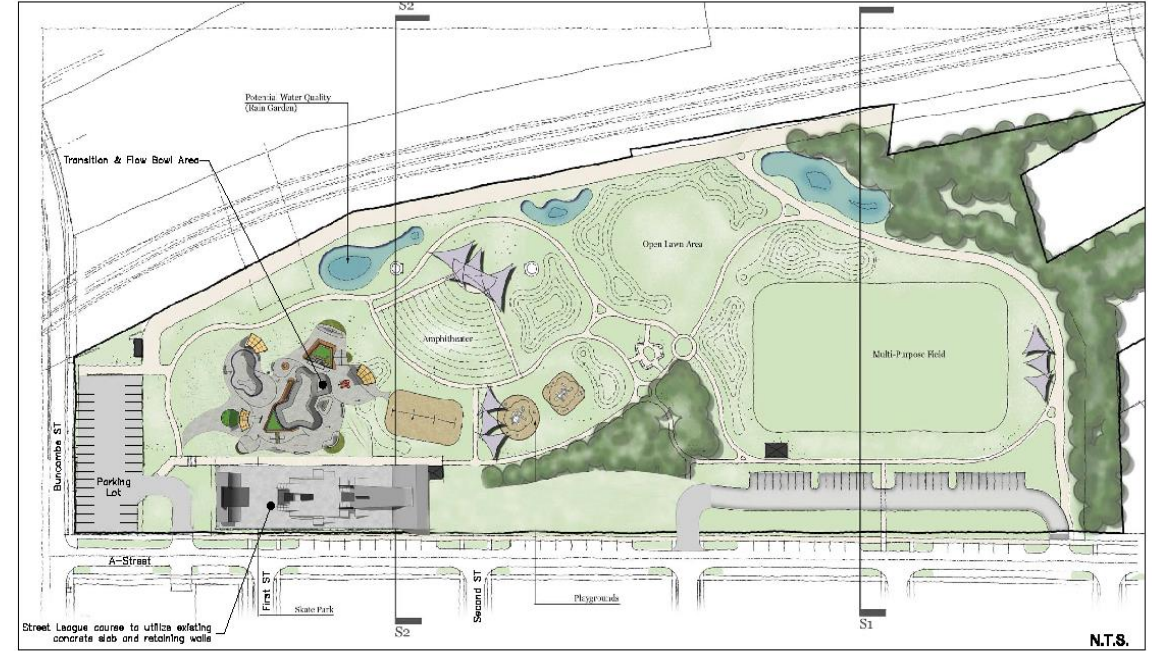 S2
Potential Water Quality
(Rain Garden)
Transition & Flow Bowl Area
Open Lawn Area
Amphitheater
Multi-Purpose Field
Buncombe ST
Parking
Lot
A-Street
First ST
Second ST
Skate Park
Playgrounds
Street League course to utilize existing
concrete slab and retaining walls
S2
S1
N.T.S.